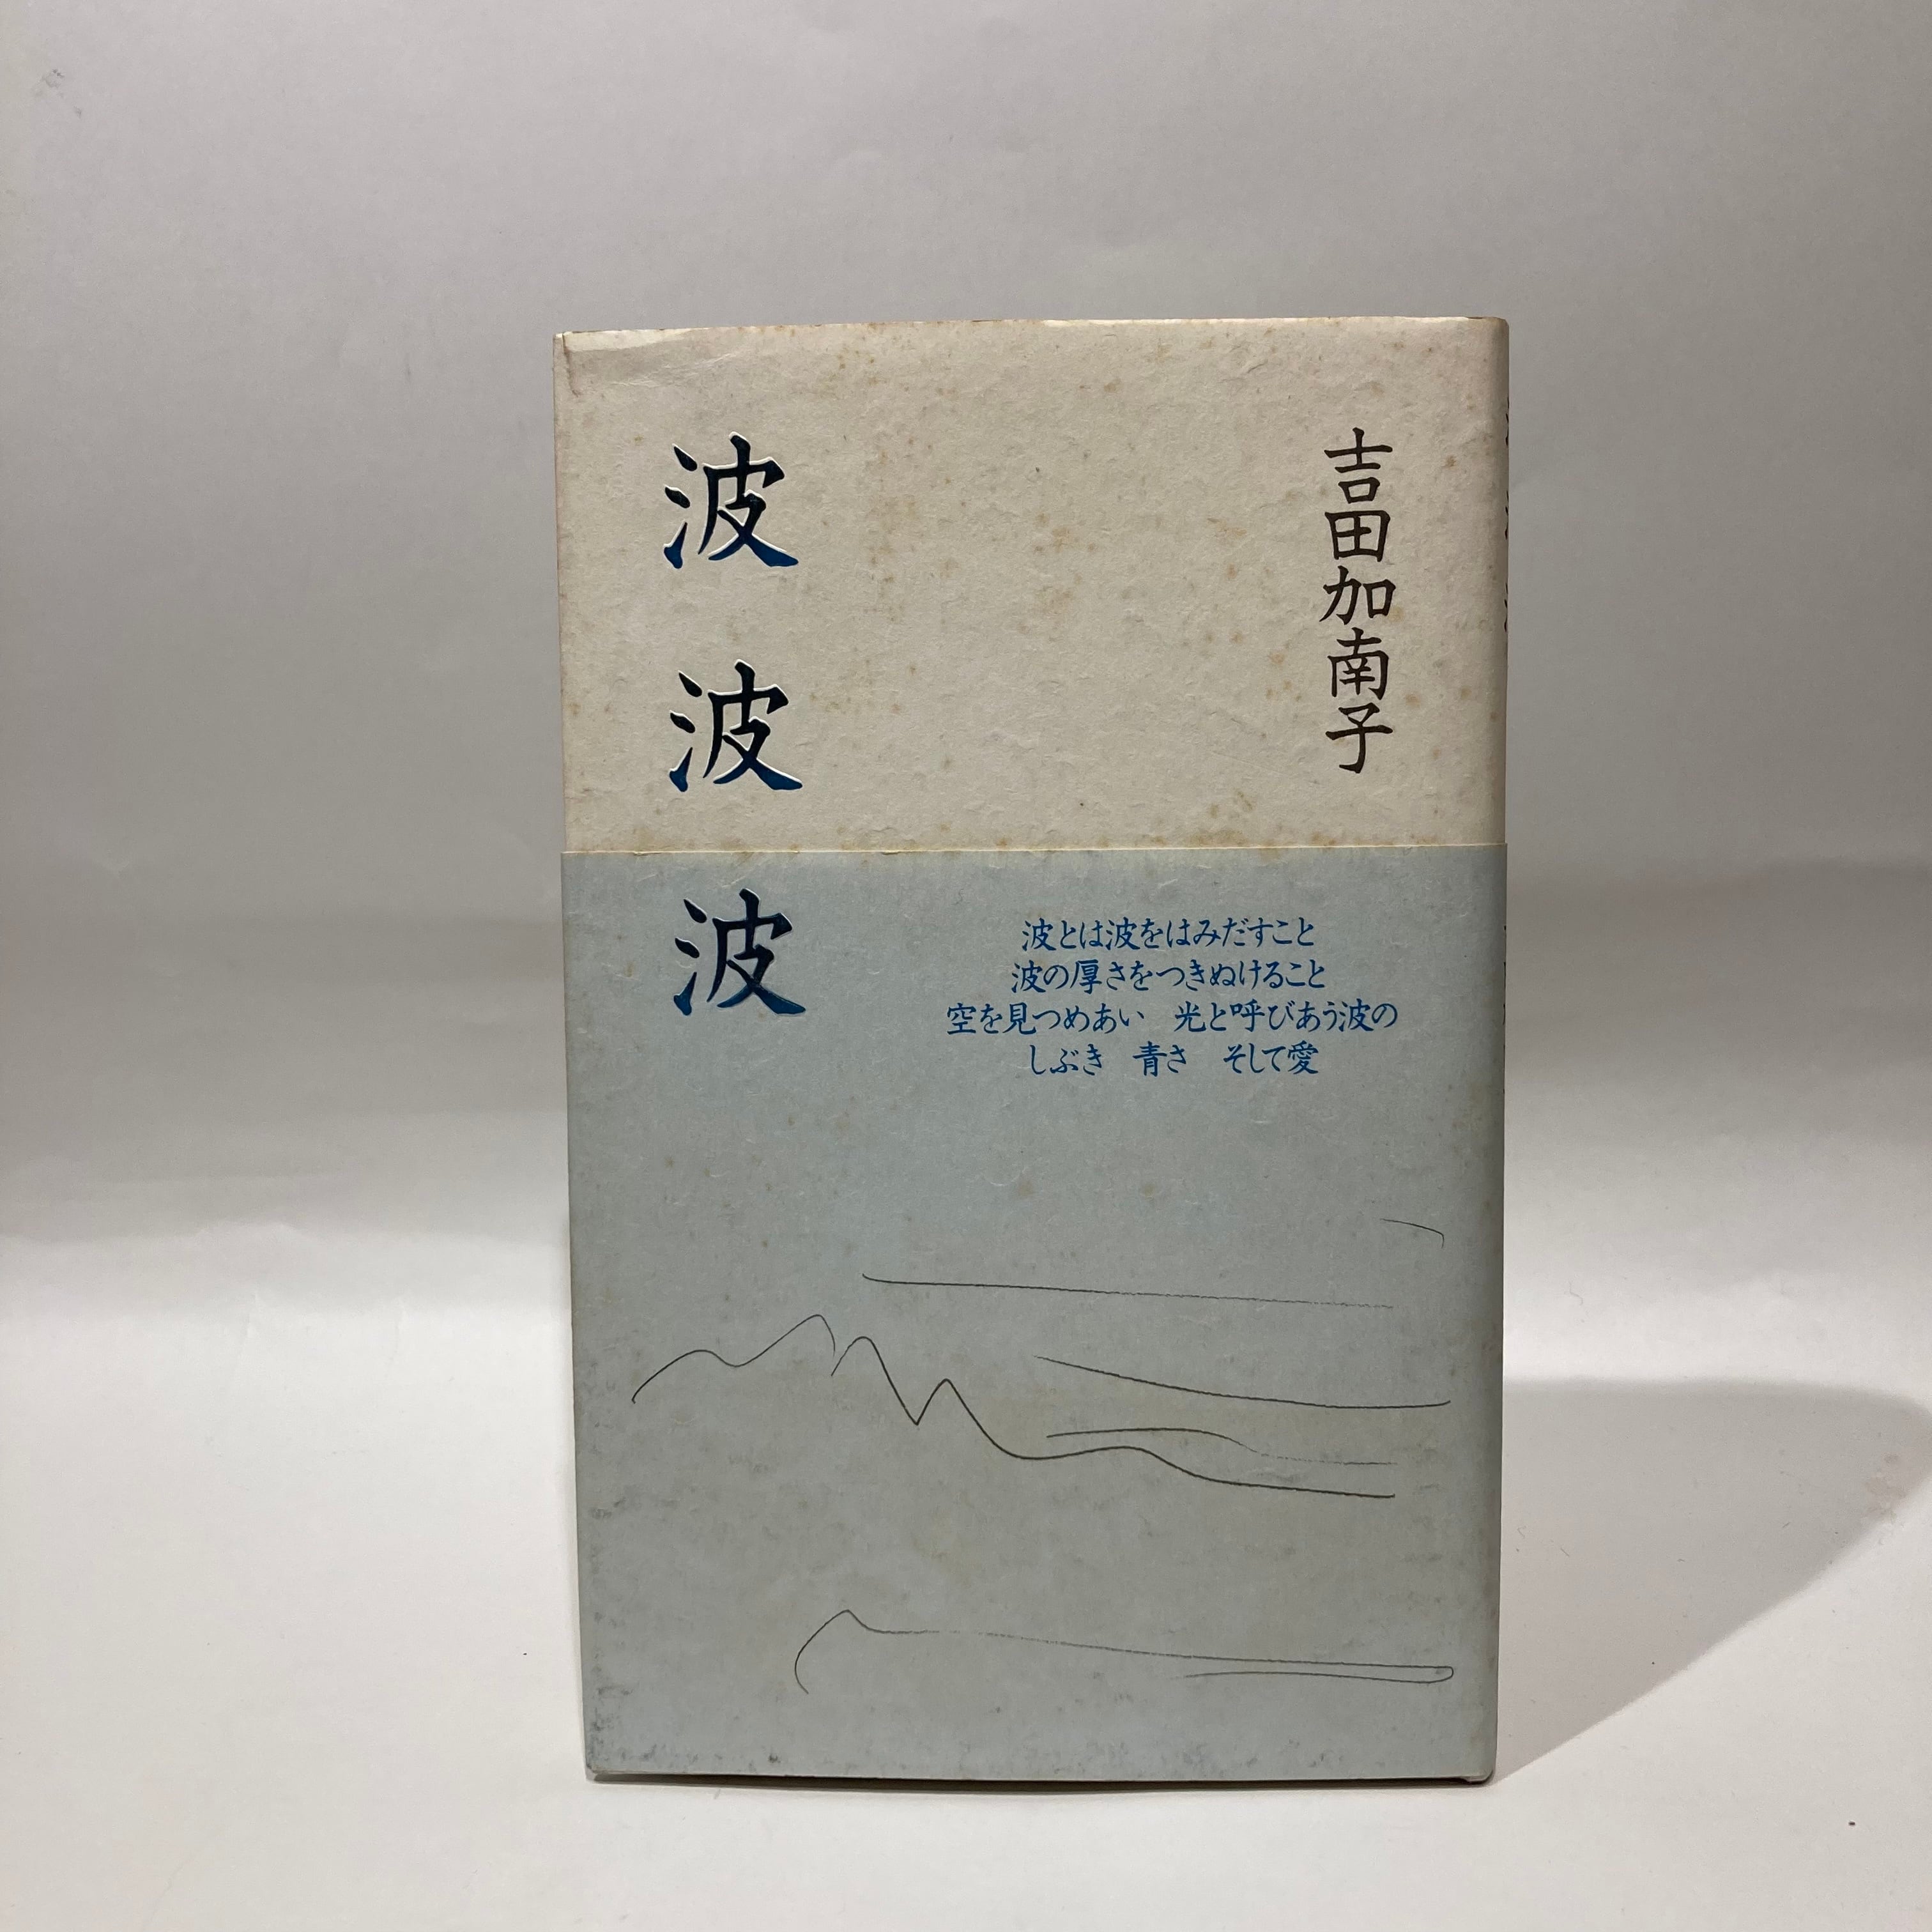 吉田加南子
波
波
波
波とは波をはみだすこと
波の厚さをつきぬけること
空を見つめあい　光と呼びあう波の
しぶき　青さ　そして愛